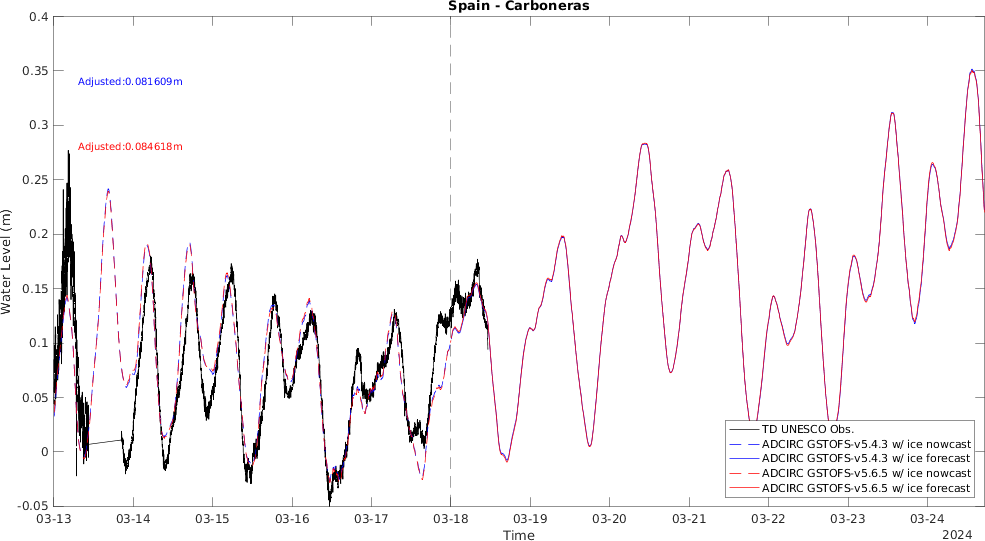 Spain - Carboneras
0.4
0.35
0.3
0.25
0.2
0.15
0.1
0.05
0
-0.05
Water Level (m)
Adjusted:0.081609m
Adjusted:0.084618m
TD UNESCO Obs.
ADCIRC GSTOFS-v5.4.3 w/ ice nowcast
ADCIRC GSTOFS-v5.4.3 w/ ice forecast
ADCIRC GSTOFS-v5.6.5 w/ ice nowcast
ADCIRC GSTOFS-v5.6.5 w/ ice forecast
03-13 03-14 03-15 03-16 03-17 03-18 03-19 03-20 03-21 03-22 03-23 03-24
Time
2024